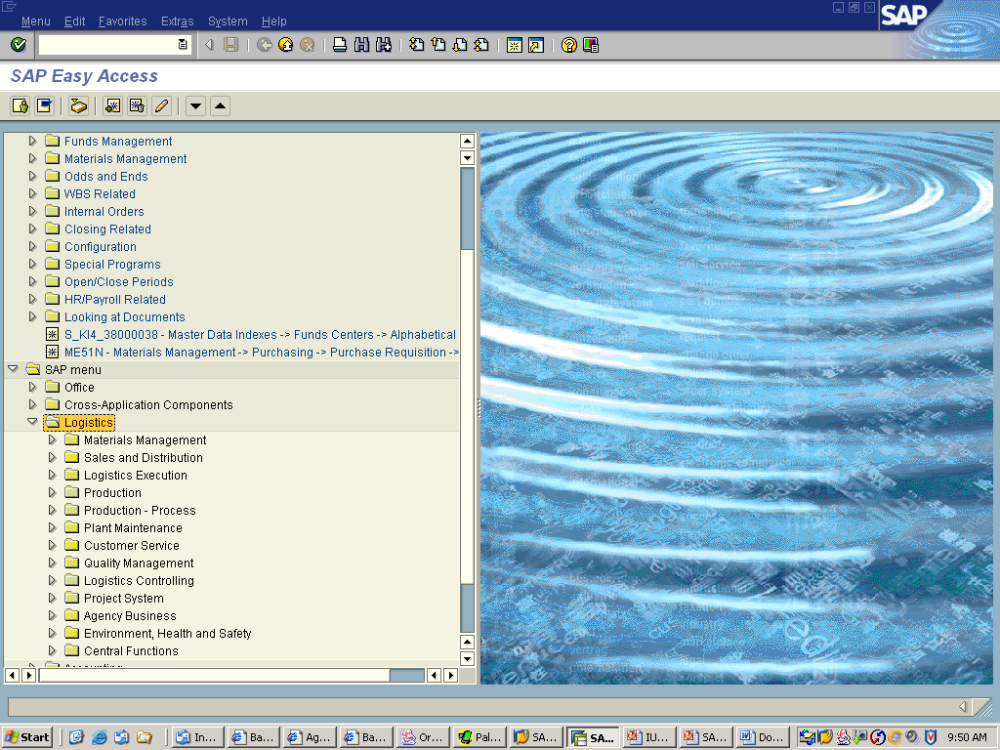 Menu Edit Favorites Extras System Help
SAP
SAP Easy Access
Funds Management
Materials Management
Odds and Ends
WBS Related
Internal Orders
Closing Related
Configuration
Special Programs
Open/Close Periods
HR/Payroll Related
Looking at Documents
S_KI4_38000038 - Master Data Indexes -> Funds Centers -> Alphabetical
ME51N - Materials Management -> Purchasing -> Purchase Requisition ->
SAP menu
Office
Cross-Application Components
Logistics
Materials Management
Sales and Distribution
Logistics Execution
Production
Production - Process
Plant Maintenance
Customer Service
Quality Management
Logistics Controlling
Project System
Agency Business
Environment, Health and Safety
Central Functions
Accounting
Start In... Ba... Ag... Ba... Or... Pal... SA... SA... IU... SA... Do... 9:50 AM